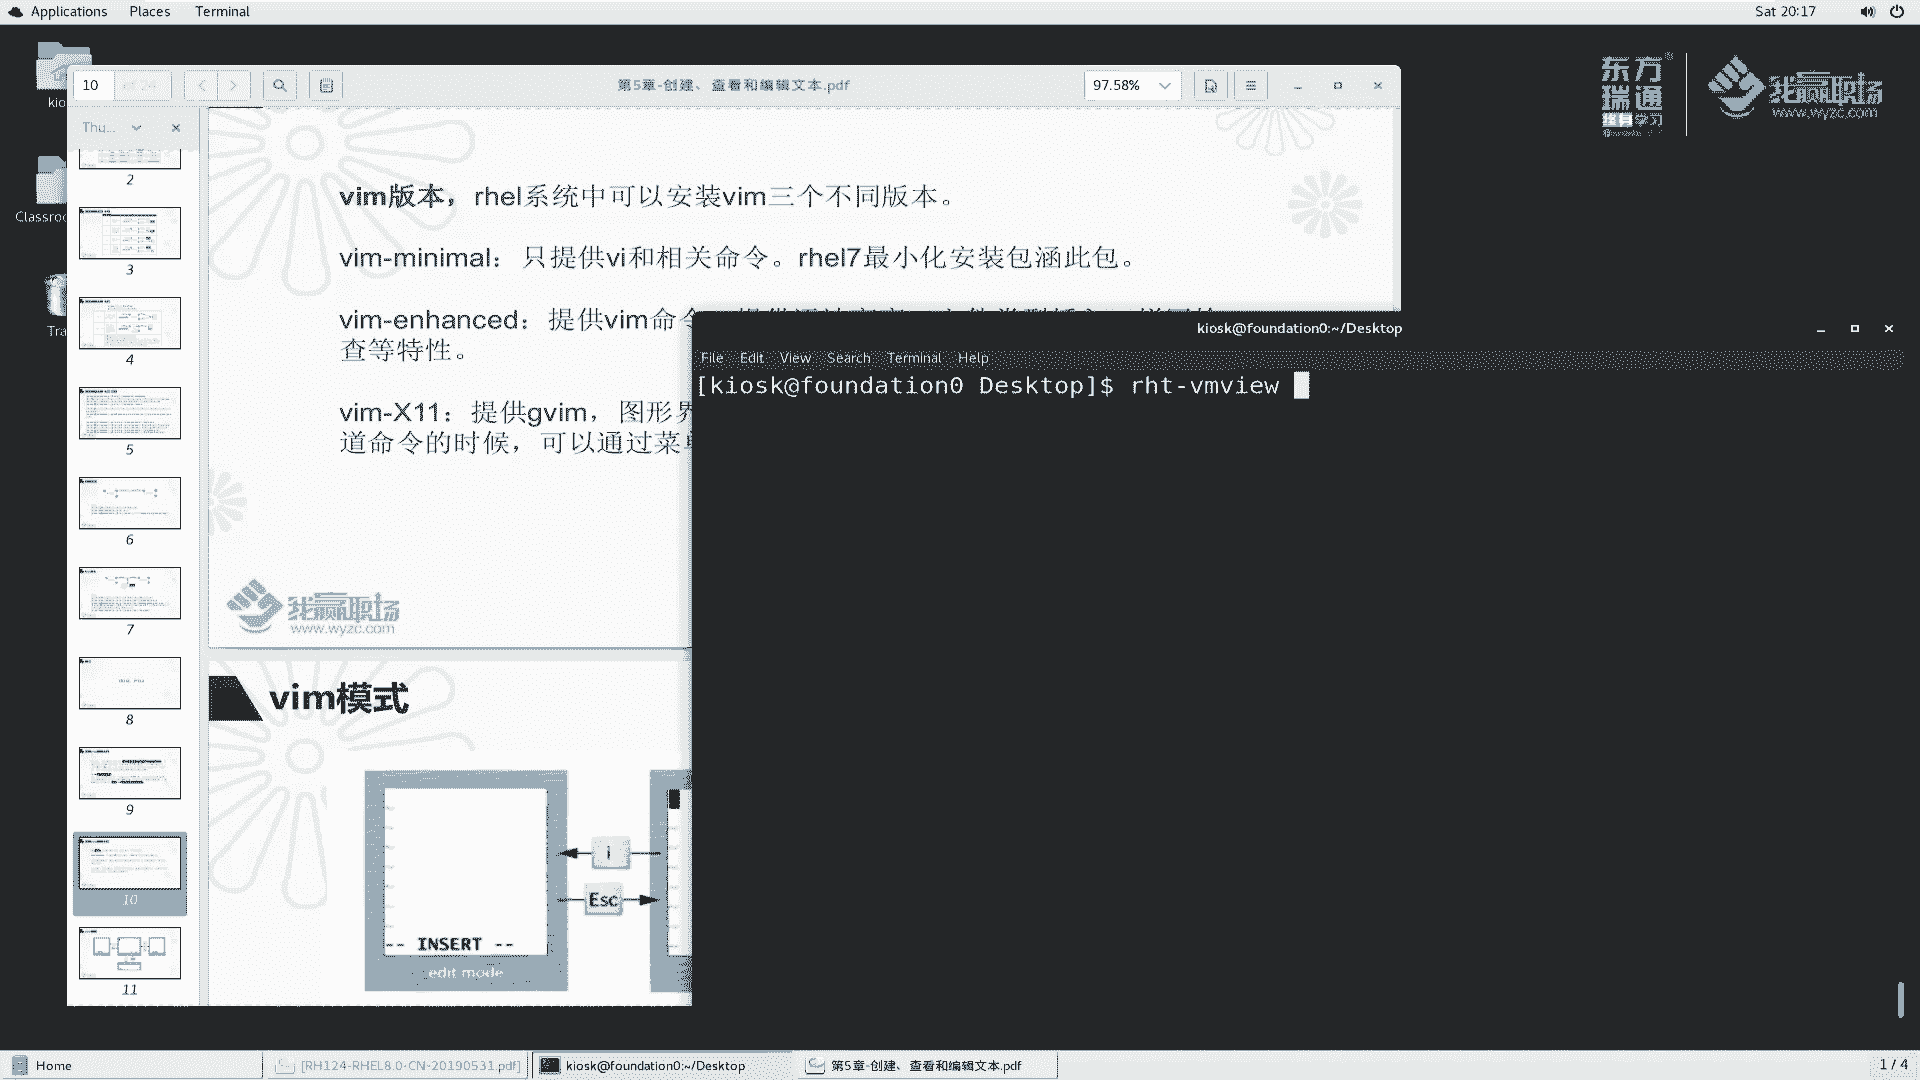 Applications Places Terminal
Sat 20:17
东方
瑞通
终身学习
我赢职场
www.wyzc.com
10 of 24
第5章-创建、查看和编辑文本.pdf
97.58%
Thu...
2
3
4
5
6
7
8
9
10
11
vim版本，rhel系统中可以安装vim三个不同版本。
vim-minimal：只提供vi和相关命令。rhel7最小化安装包涵此包。
vim-enhanced：提供vim命令
查等特性。
vim-X11：提供gvim，图形界
道命令的时候，可以通过菜单
我赢职场
www.wyzc.com
vim模式
i
Esc
-- INSERT --
edit mode
kiosk@foundation0:~/Desktop
File Edit View Search Terminal Help
[kiosk@foundation0 Desktop]$ rht-vmview
Home
[RH124-RHEL8.0-CN-20190531.pdf]
kiosk@foundation0:~/Desktop
第5章-创建、查看和编辑文本.pdf
1 / 4